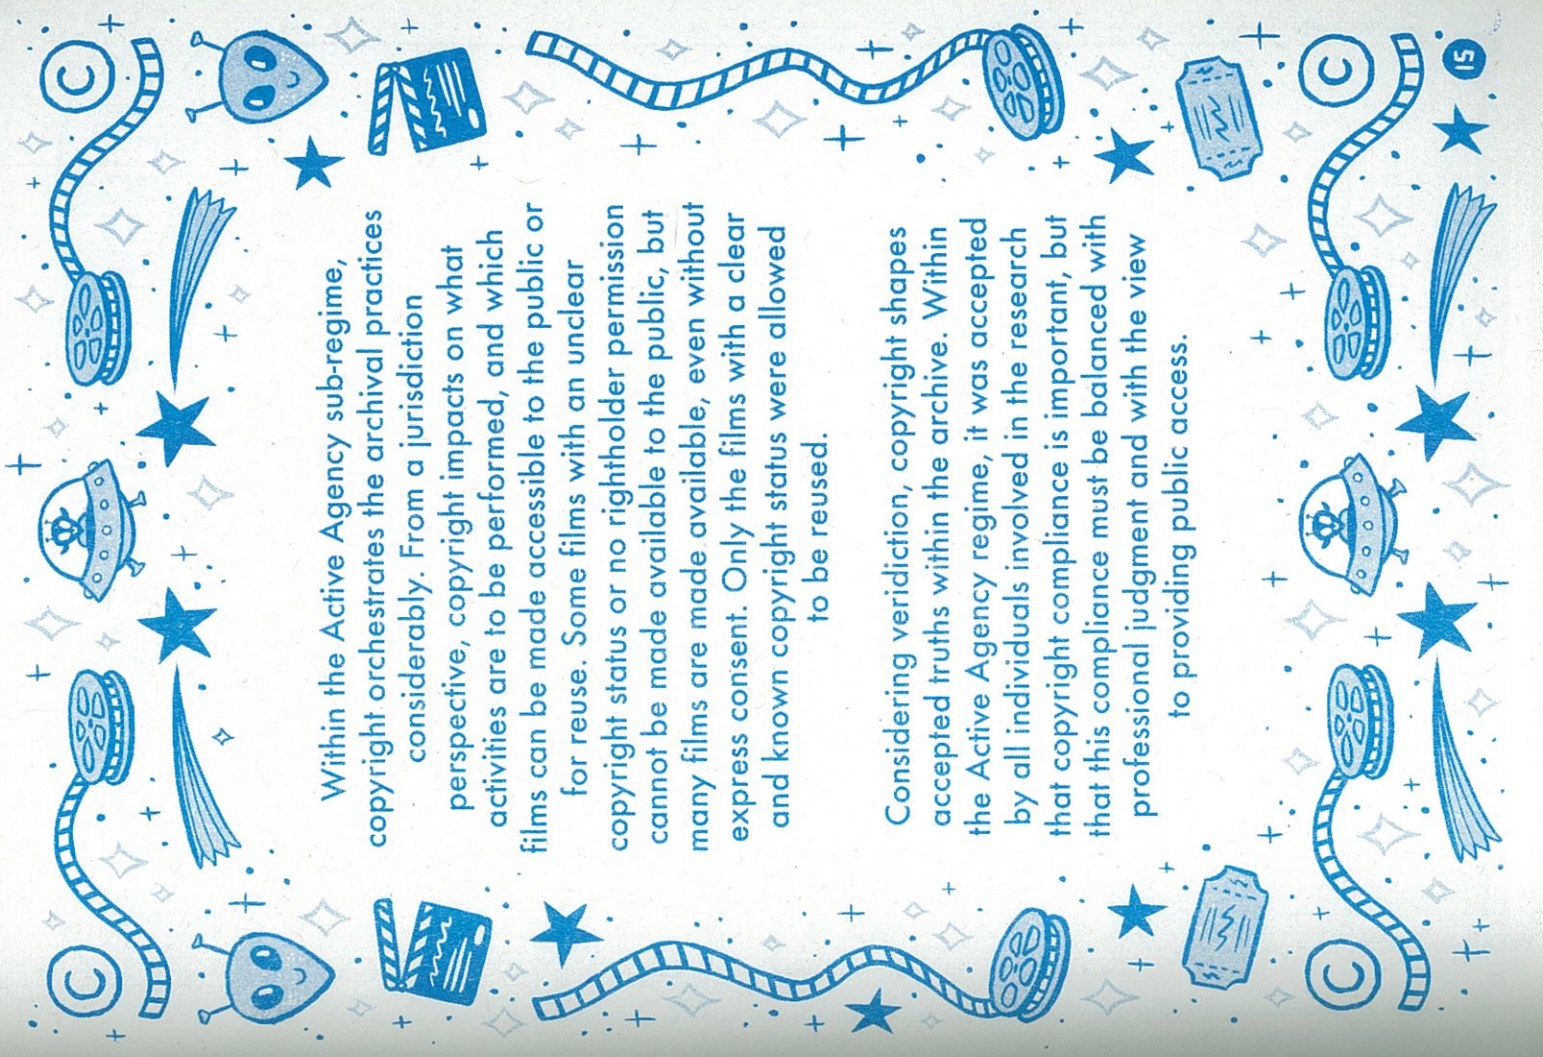 Within the Active Agency sub-regime,
copyright orchestrates the archival practices
considerably. From a jurisdiction
perspective, copyright impacts on what
activities are to be performed, and which
films can be made accessible to the public or
for reuse. Some films with an unclear
copyright status or no rightholder permission
cannot be made available to the public, but
many films are made available, even without
express consent. Only the films with a clear
and known copyright status were allowed
to be reused.
Considering veridiction, copyright shapes
accepted truths within the archive. Within
the Active Agency regime, it was accepted
by all individuals involved in the research
that copyright compliance is important, but
that this compliance must be balanced with
professional judgment and with the view
to providing public access.
©
©
©
©
15